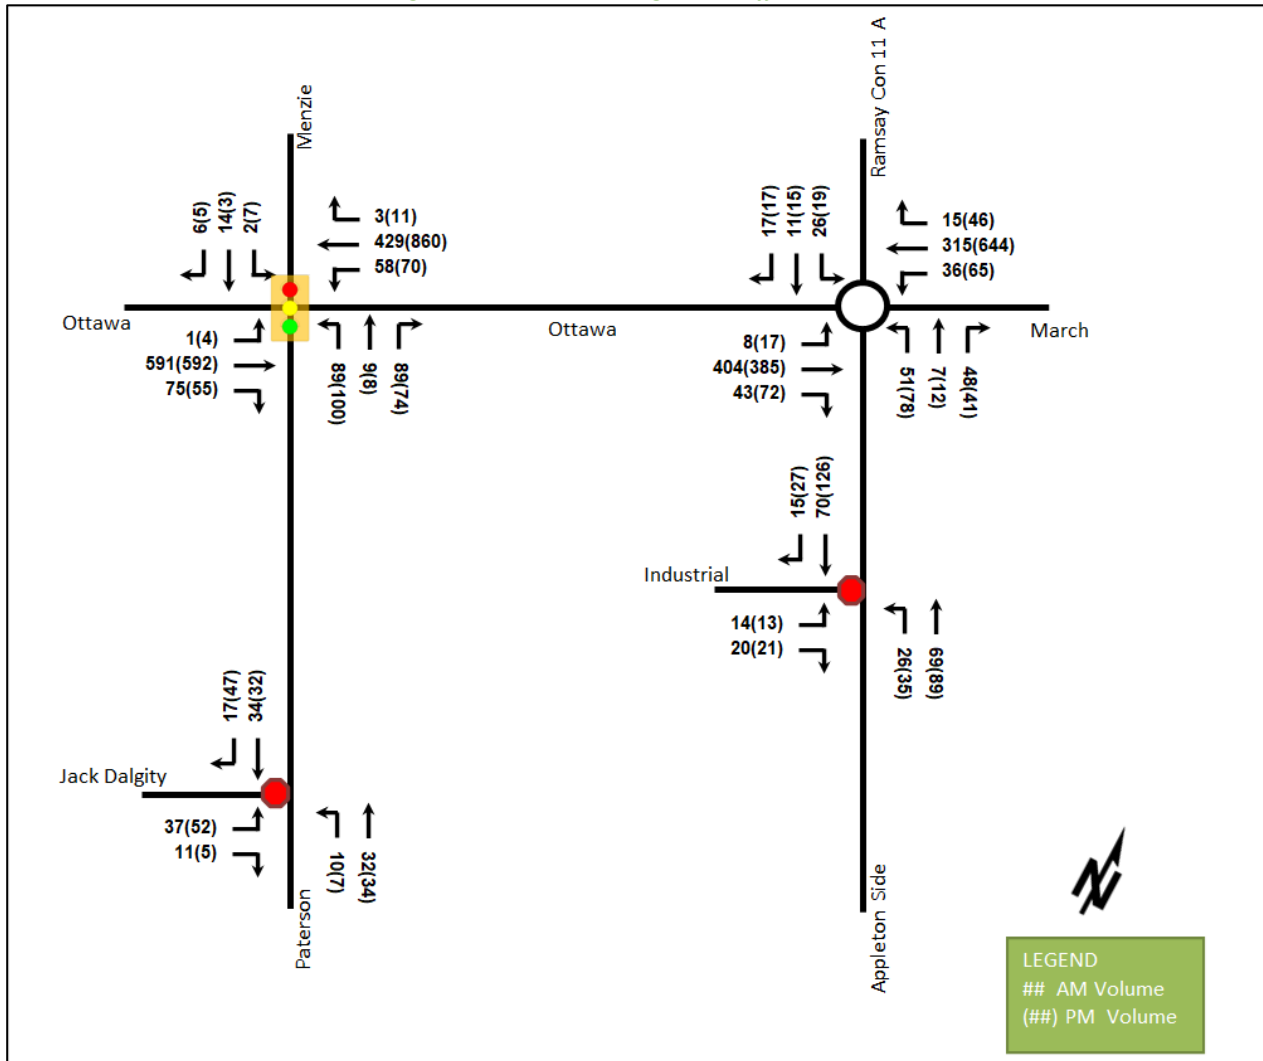 Menzie
Ramsay Con 11 A
6(5)
14(3)
2(7)
3(11)
429(860)
58(70)
17(17)
11(15)
26(19)
15(46)
315(644)
36(65)
Ottawa
Ottawa
March
1(4)
591(592)
75(55)
89(100)
9(8)
89(74)
8(17)
404(385)
43(72)
51(78)
7(12)
48(41)
15(27)
70(126)
Industrial
14(13)
20(21)
26(35)
69(89)
17(47)
34(32)
Jack Dalgity
37(52)
11(5)
10(7)
32(34)
Paterson
Appleton Side
N
LEGEND
## AM Volume
(##) PM Volume